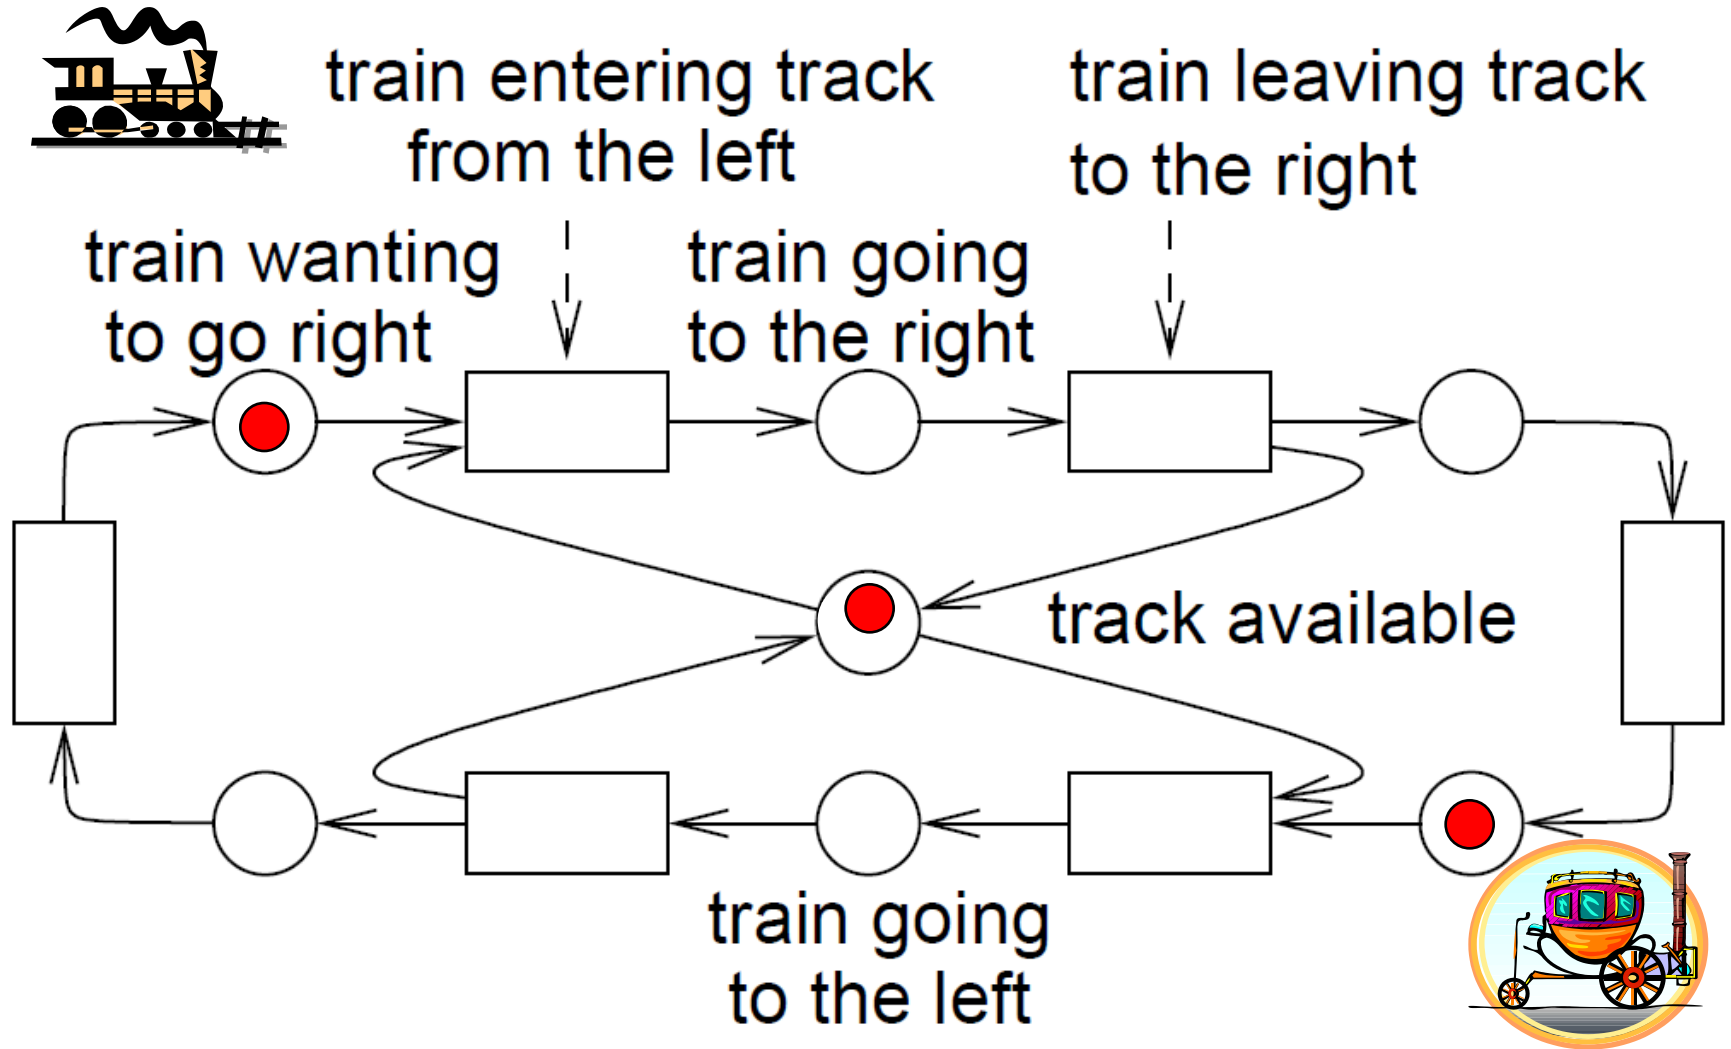 train entering track
from the left
train leaving track
to the right
train wanting
to go right
train going
to the right
track available
train going
to the left